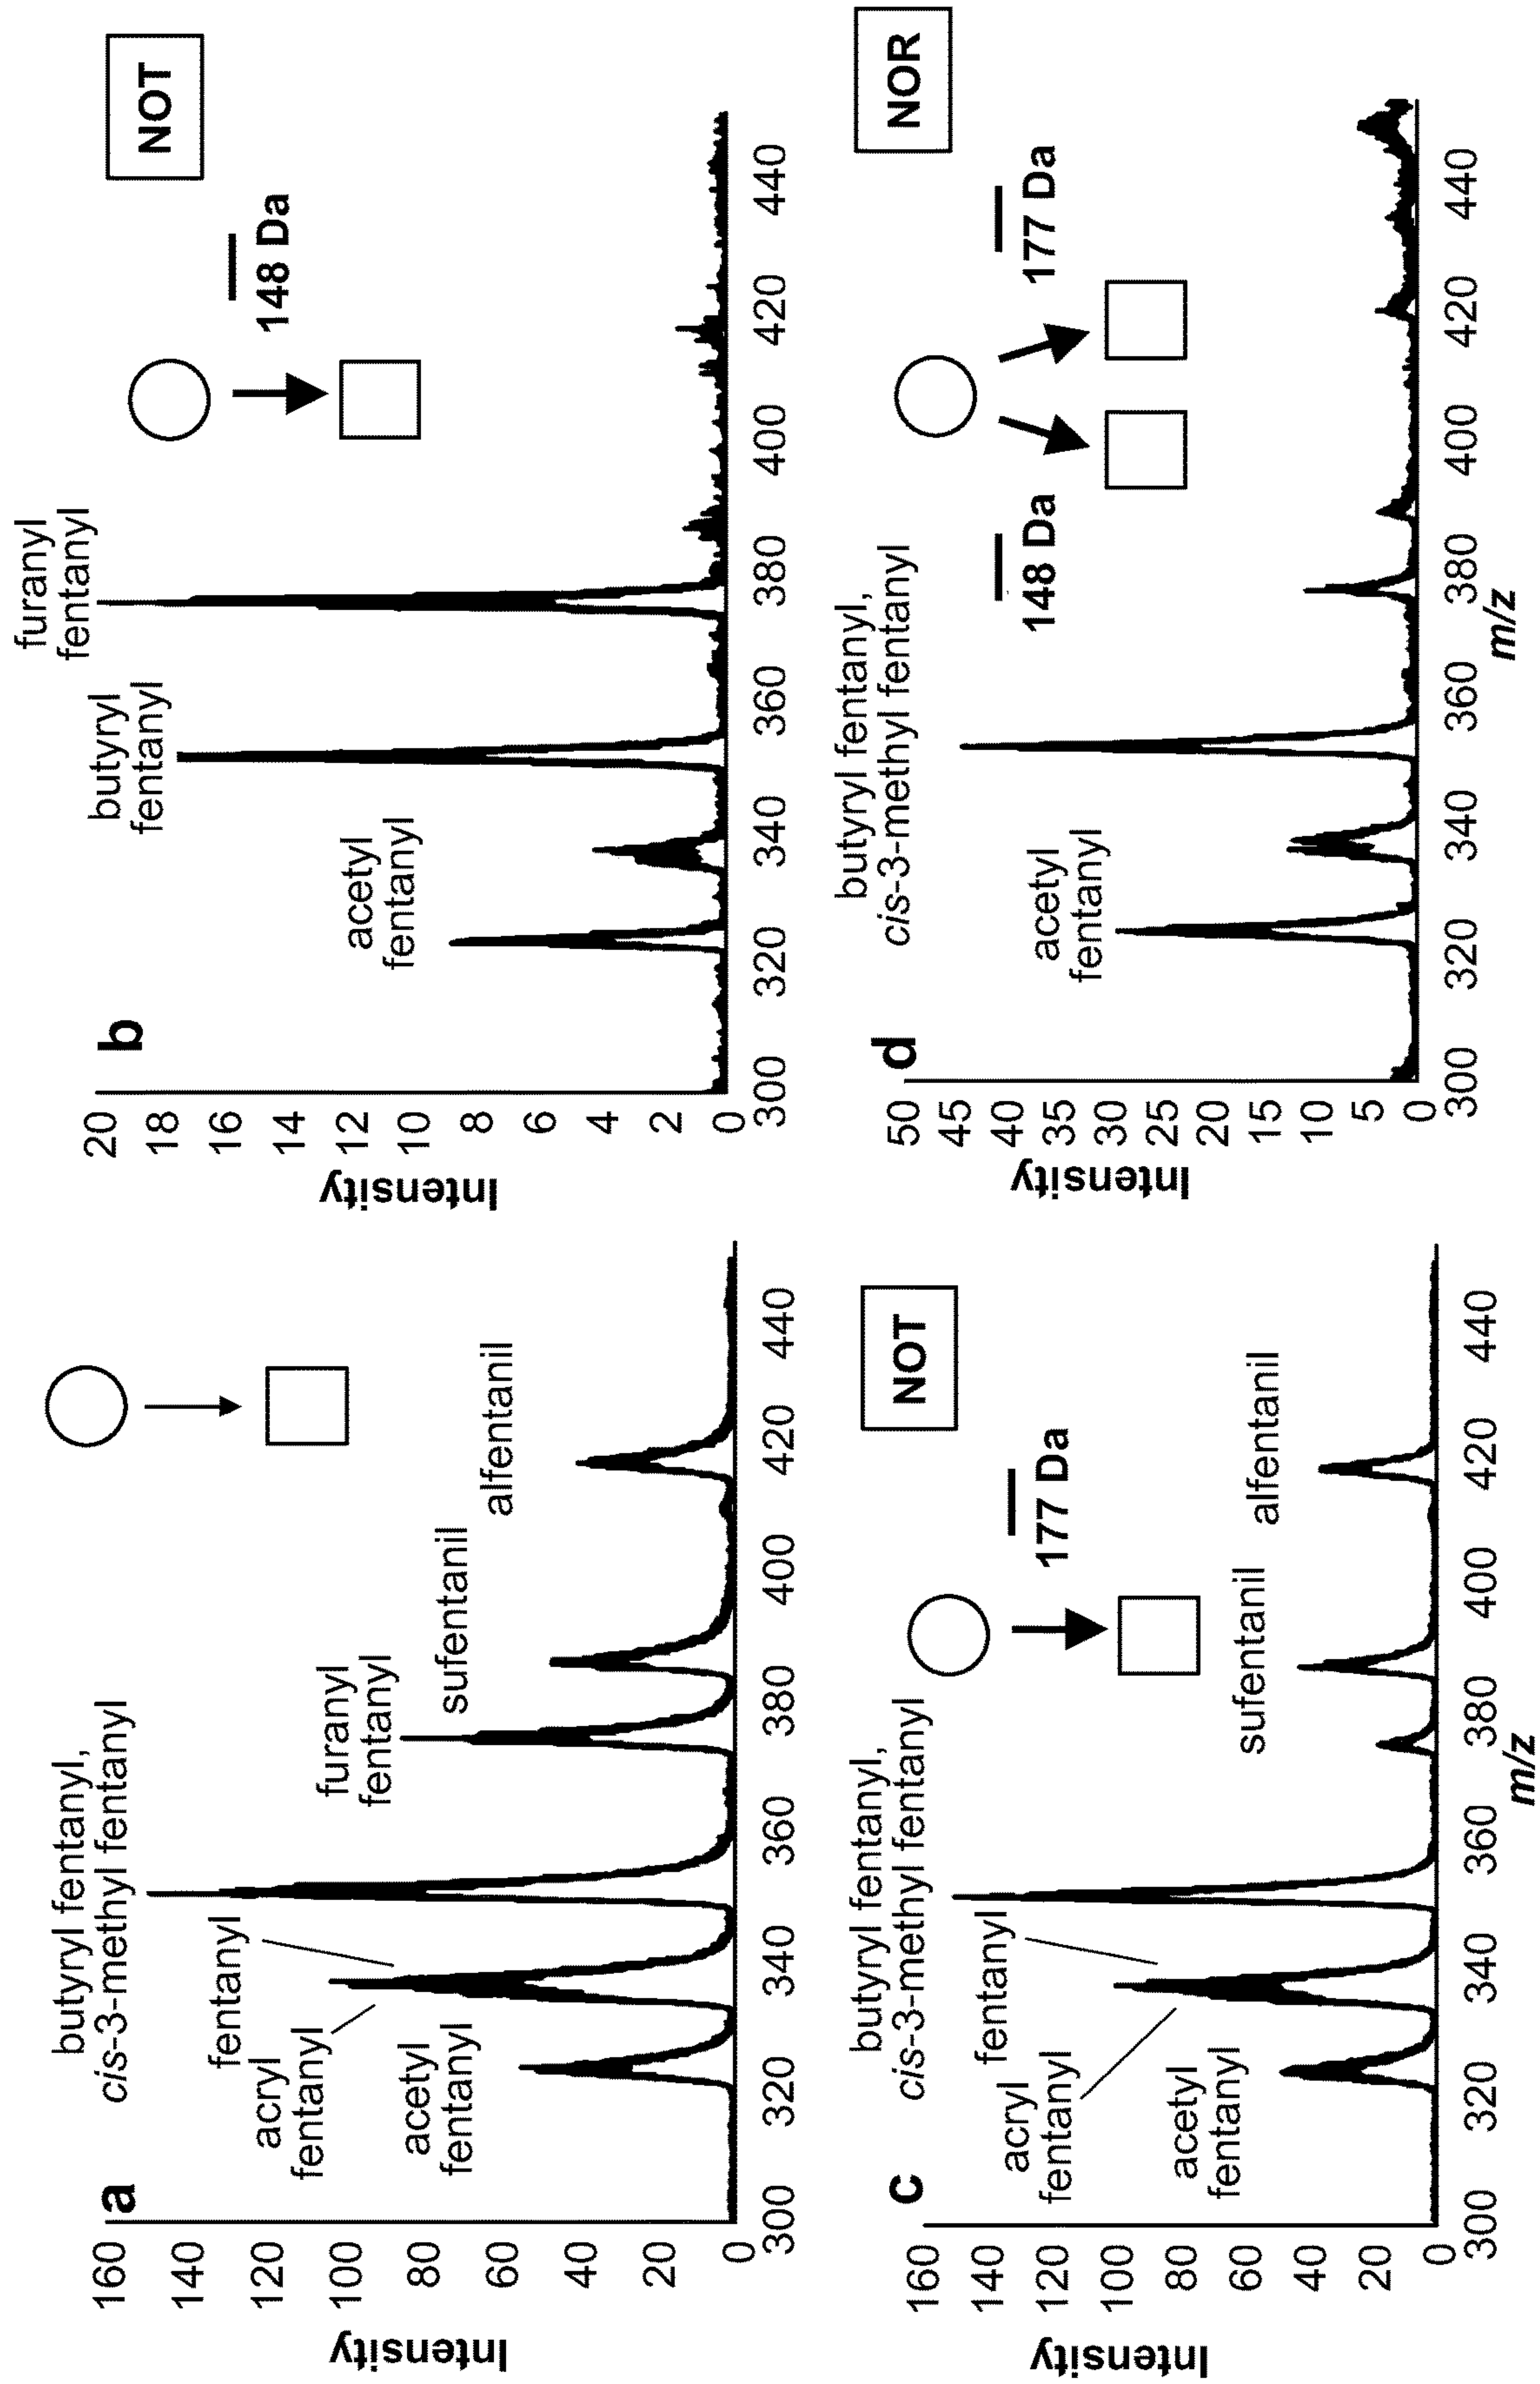 a
butyryl fentanyl,
cis-3-methyl fentanyl
fentanyl
acryl
fentanyl
acetyl
fentanyl
furanyl
fentanyl
sufentanil
alfentanil
Intensity
160
140
120
100
80
60
40
20
0
300 320 340 360 380 400 420 440
b
NOT
148 Da
furanyl
fentanyl
butyryl
fentanyl
acetyl
fentanyl
Intensity
20
18
16
14
12
10
8
6
4
2
0
300 320 340 360 380 400 420 440
c
NOT
177 Da
butyryl fentanyl,
cis-3-methyl fentanyl
fentanyl
acryl
fentanyl
acetyl
fentanyl
sufentanil
alfentanil
Intensity
160
140
120
100
80
60
40
20
0
300 320 340 360 380 400 420 440
m/z
d
NOR
148 Da
177 Da
butyryl fentanyl,
cis-3-methyl fentanyl
acetyl
fentanyl
Intensity
50
45
40
35
30
25
20
15
10
5
0
300 320 340 360 380 400 420 440
m/z